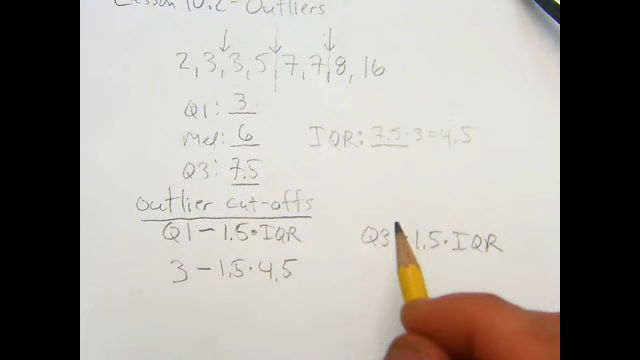 Lesson 10.2 - Outliers
2, 3, 3, 5, 7, 7, 8, 16
Q1: 3
Med: 6
IQR: 7.5 - 3 = 4.5
Q3: 7.5
Outlier cut-offs
Q1 - 1.5 • IQR
Q3 1.5 • IQR
3 - 1.5 • 4.5